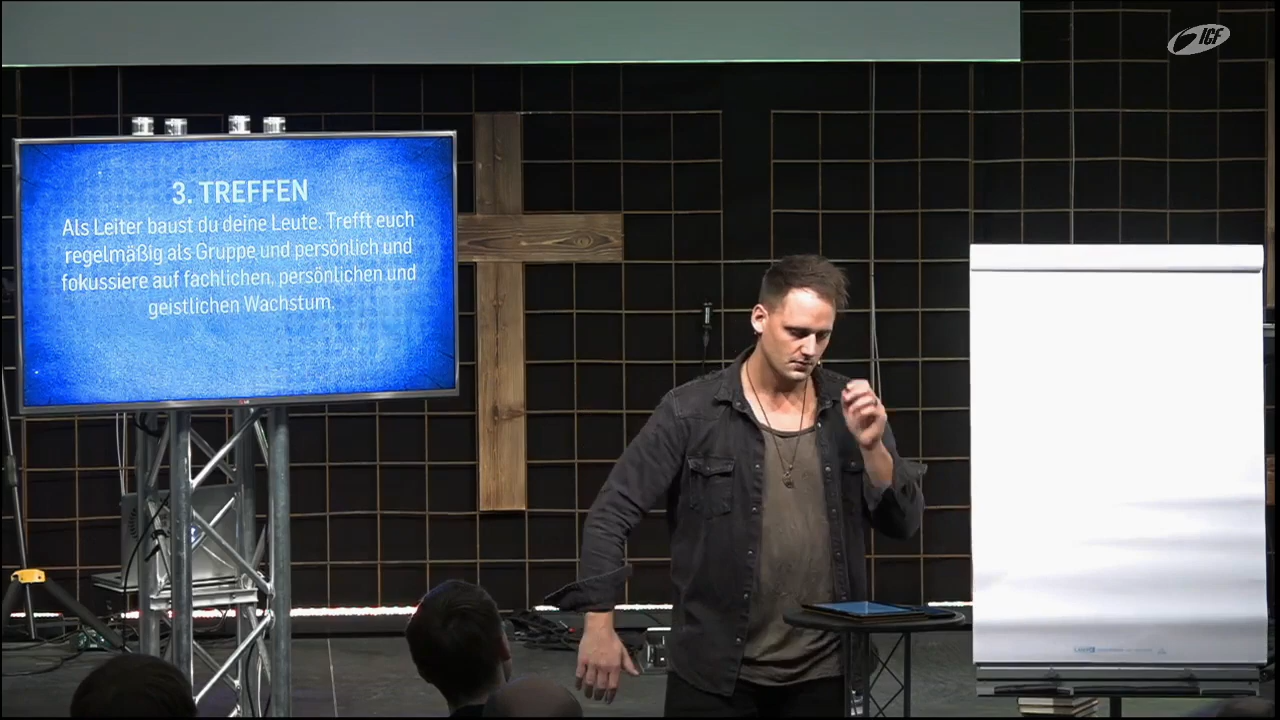 ICF
3. TREFFEN
Als Leiter baust du deine Leute. Trefft euch
regelmäßig als Gruppe und persönlich und
fokussiere auf fachlichen, persönlichen und
geistlichen Wachstum.